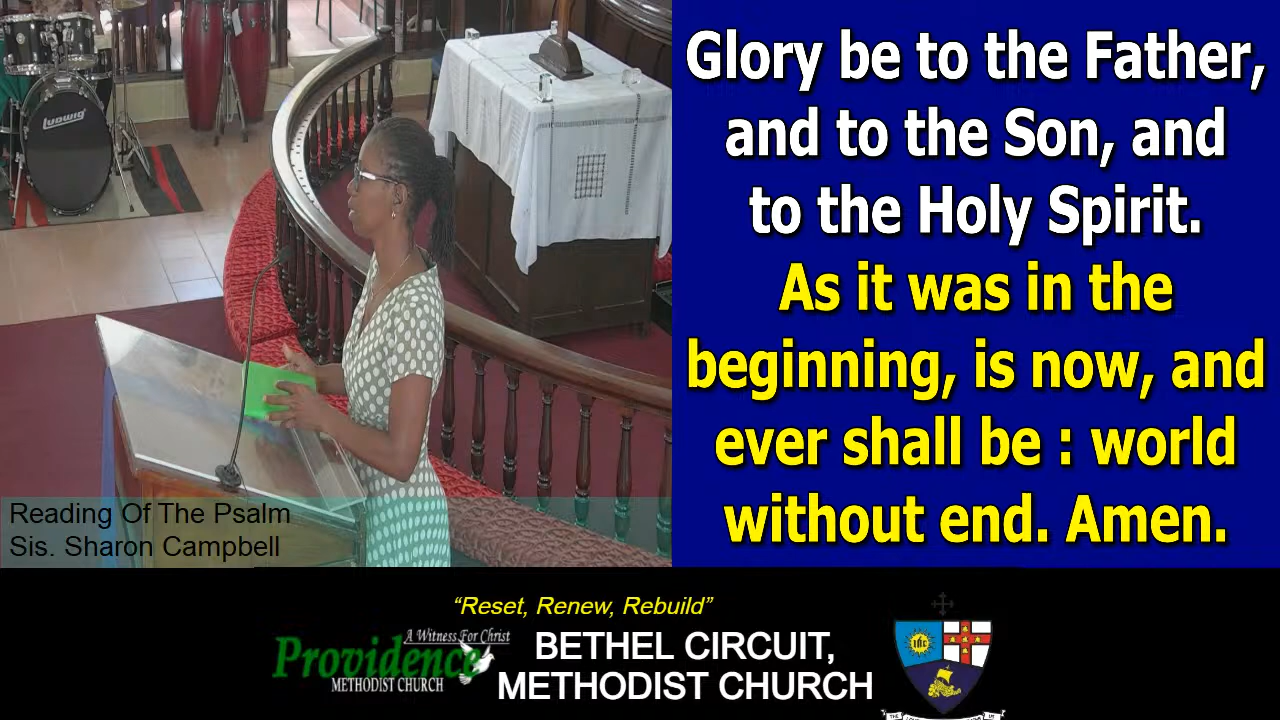 Glory be to the Father,
and to the Son, and
to the Holy Spirit.
As it was in the
beginning, is now, and
ever shall be : world
without end. Amen.
Ludwig
Reading Of The Psalm
Sis. Sharon Campbell
“Reset, Renew, Rebuild”
A Witness For Christ
Providence
METHODIST CHURCH
BETHEL CIRCUIT,
METHODIST CHURCH
IHC
THE